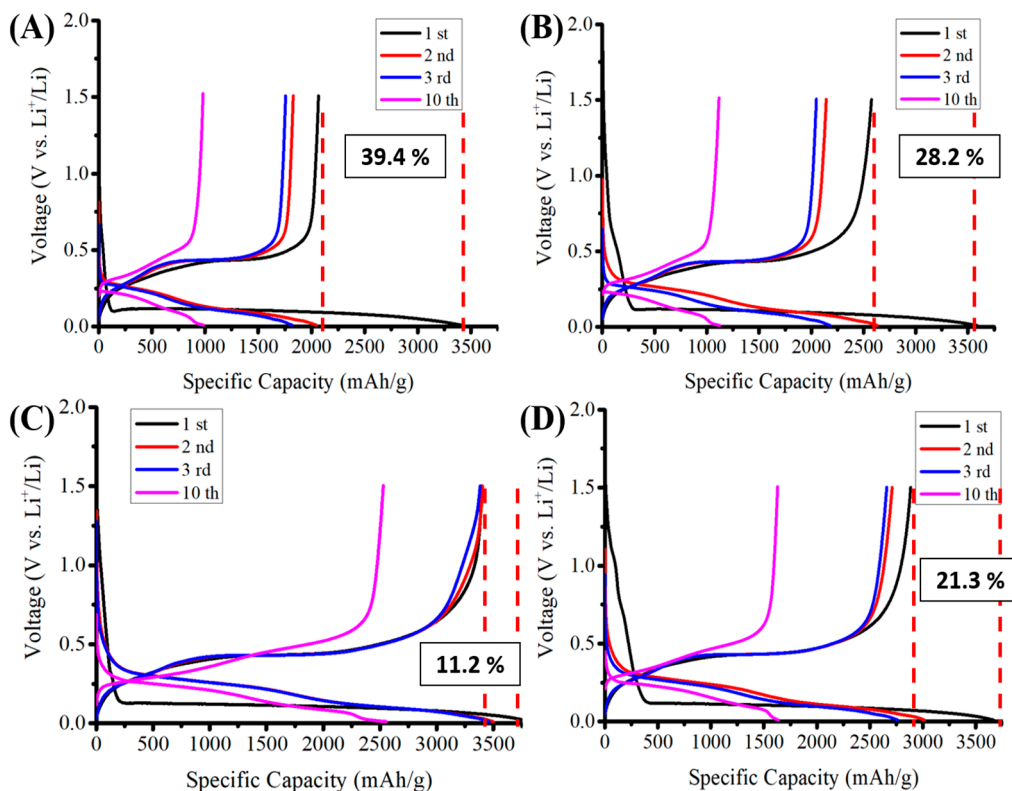 (A)
2.0
1.5
1.0
0.5
0.0
Voltage (V vs. Li⁺/Li)
1 st
2 nd
3 rd
10 th
39.4 %
0 500 1000 1500 2000 2500 3000 3500
Specific Capacity (mAh/g)
(B)
2.0
1.5
1.0
0.5
0.0
Voltage (V vs. Li⁺/Li)
1 st
2 nd
3 rd
10 th
28.2 %
0 500 1000 1500 2000 2500 3000 3500
Specific Capacity (mAh/g)
(C)
2.0
1.5
1.0
0.5
0.0
Voltage (V vs. Li⁺/Li)
1 st
2 nd
3 rd
10 th
11.2 %
0 500 1000 1500 2000 2500 3000 3500
Specific Capacity (mAh/g)
(D)
2.0
1.5
1.0
0.5
0.0
Voltage (V vs. Li⁺/Li)
1 st
2 nd
3 rd
10 th
21.3 %
0 500 1000 1500 2000 2500 3000 3500
Specific Capacity (mAh/g)